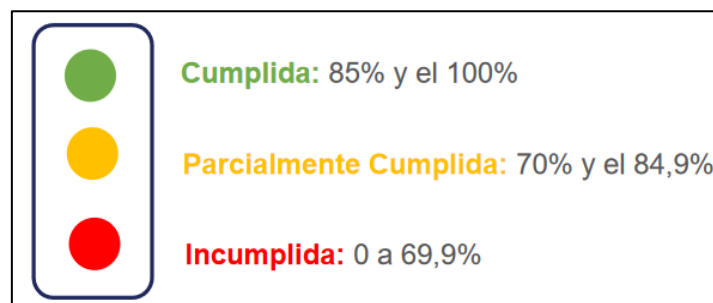 Cumplida: 85% y el 100%
Parcialmente Cumplida: 70% y el 84,9%
Incumplida: 0 a 69,9%